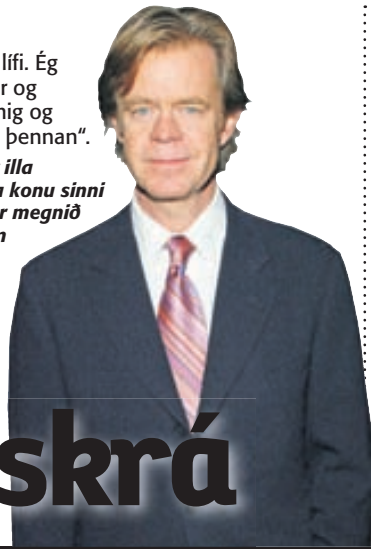 lífi. Ég
r og
nig og
þennan“.
illa
a konu sinni
r megnið
n
skrá